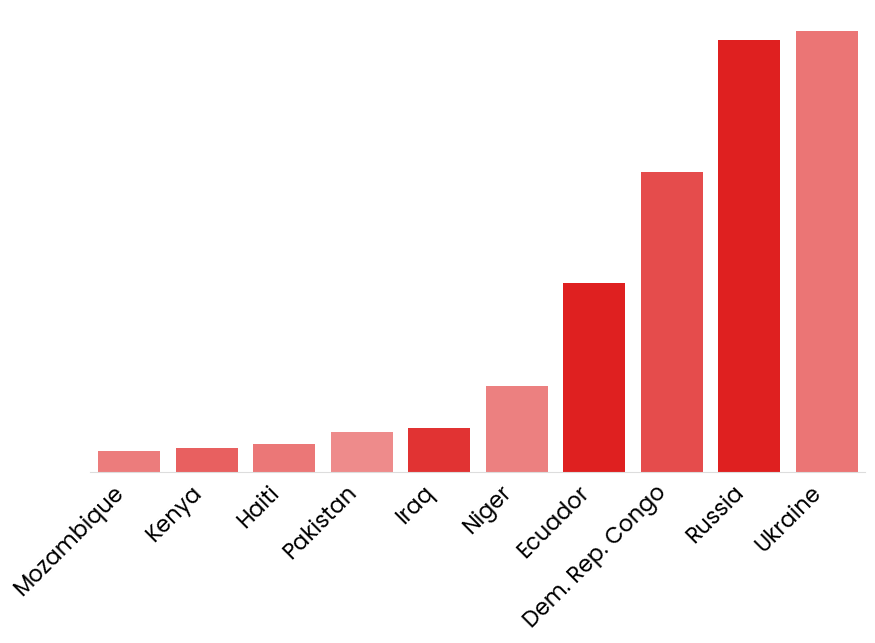 Mozambique
Kenya
Haiti
Pakistan
Iraq
Niger
Ecuador
Dem. Rep. Congo
Russia
Ukraine